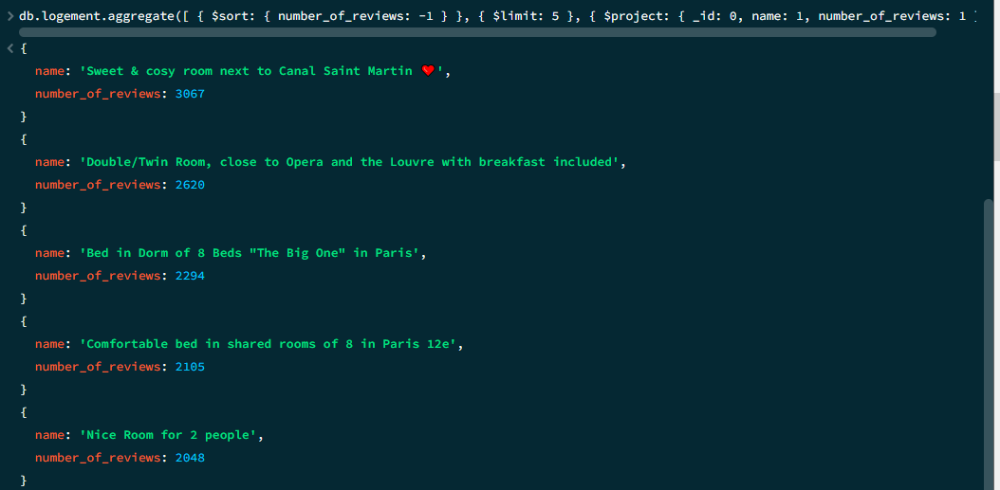 db.logement.aggregate([ { $sort: { number_of_reviews: -1 } }, { $limit: 5 }, { $project: { _id: 0, name: 1, number_of_reviews: 1 }
{
name: 'Sweet & cosy room next to Canal Saint Martin ❤️',
number_of_reviews: 3067
}
{
name: 'Double/Twin Room, close to Opera and the Louvre with breakfast included',
number_of_reviews: 2620
}
{
name: 'Bed in Dorm of 8 Beds "The Big One" in Paris',
number_of_reviews: 2294
}
{
name: 'Comfortable bed in shared rooms of 8 in Paris 12e',
number_of_reviews: 2105
}
{
name: 'Nice Room for 2 people',
number_of_reviews: 2048
}